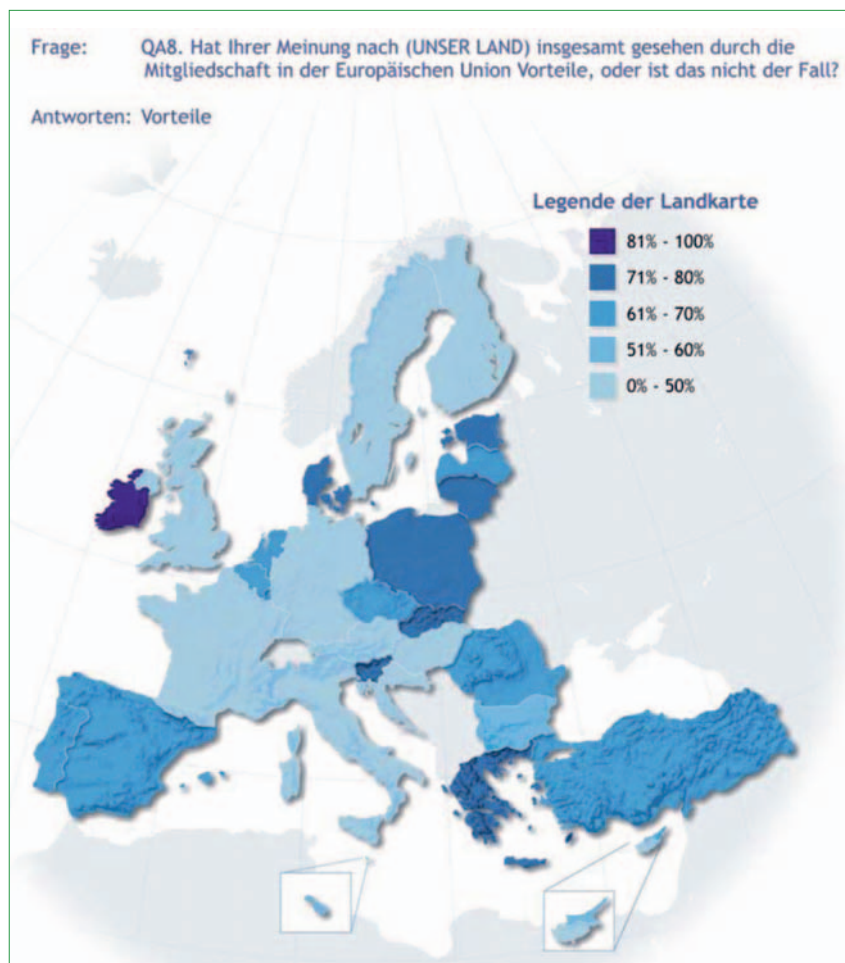 Frage: QA8. Hat Ihrer Meinung nach (UNSER LAND) insgesamt gesehen durch die
Mitgliedschaft in der Europäischen Union Vorteile, oder ist das nicht der Fall?
Antworten: Vorteile
Legende der Landkarte
81% - 100%
71% - 80%
61% - 70%
51% - 60%
0% - 50%